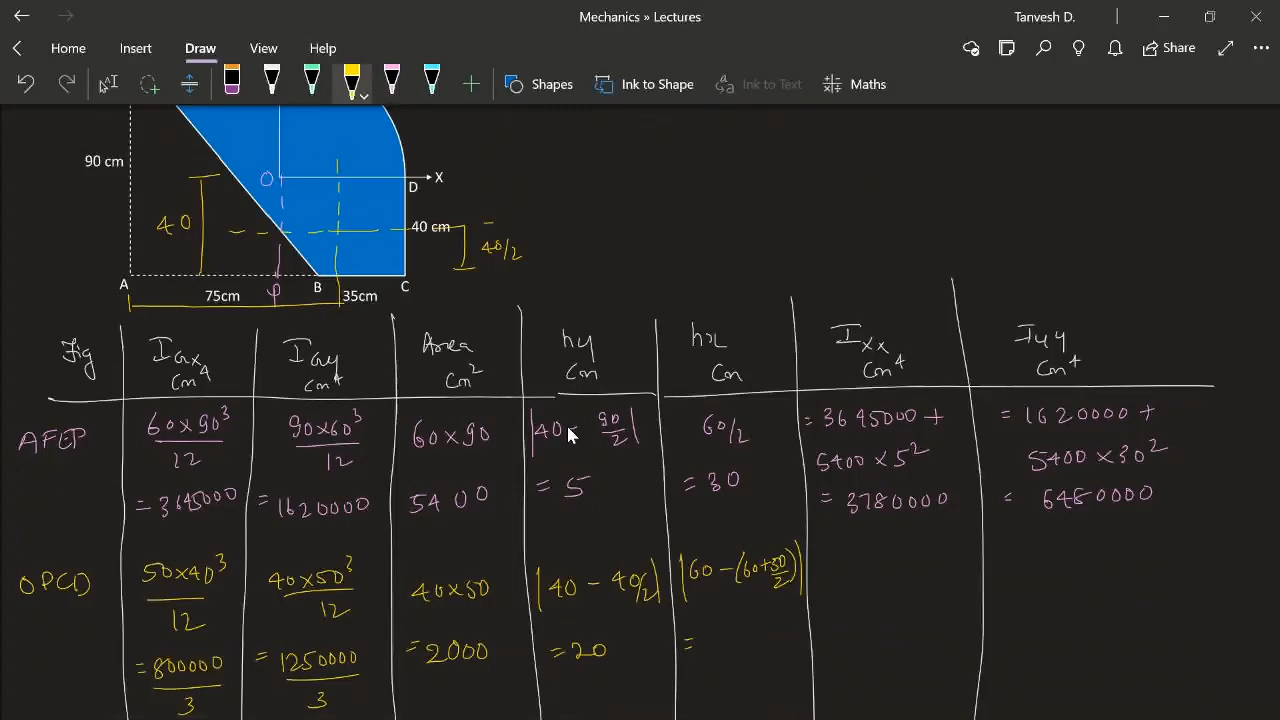 Mechanics » Lectures
Tanvesh D.
Home Insert Draw View Help
Share
Shapes
Ink to Shape
Ink to Text
Maths
90 cm
O
X
D
40
40 cm
40/2
A
P
B
C
75cm
35cm
Fig
IGxx cm⁴
IGyy cm⁴
Area cm²
hy cm
hx cm
Ixx cm⁴
Iyy cm⁴
AFEP
60×90³/12
90×60³/12
60×90
|40 - 90/2|
60/2
= 3645000 +
= 1620000 +
5400 × 5²
5400 × 30²
= 3645000
= 1620000
5400
= 5
= 30
= 3780000
= 6480000
OPCD
50×40³/12
40×50³/12
40×50
|40 - 40/2|
|60 - (60+50/2)|
= 800000/3
= 1250000/3
= 2000
= 20
=